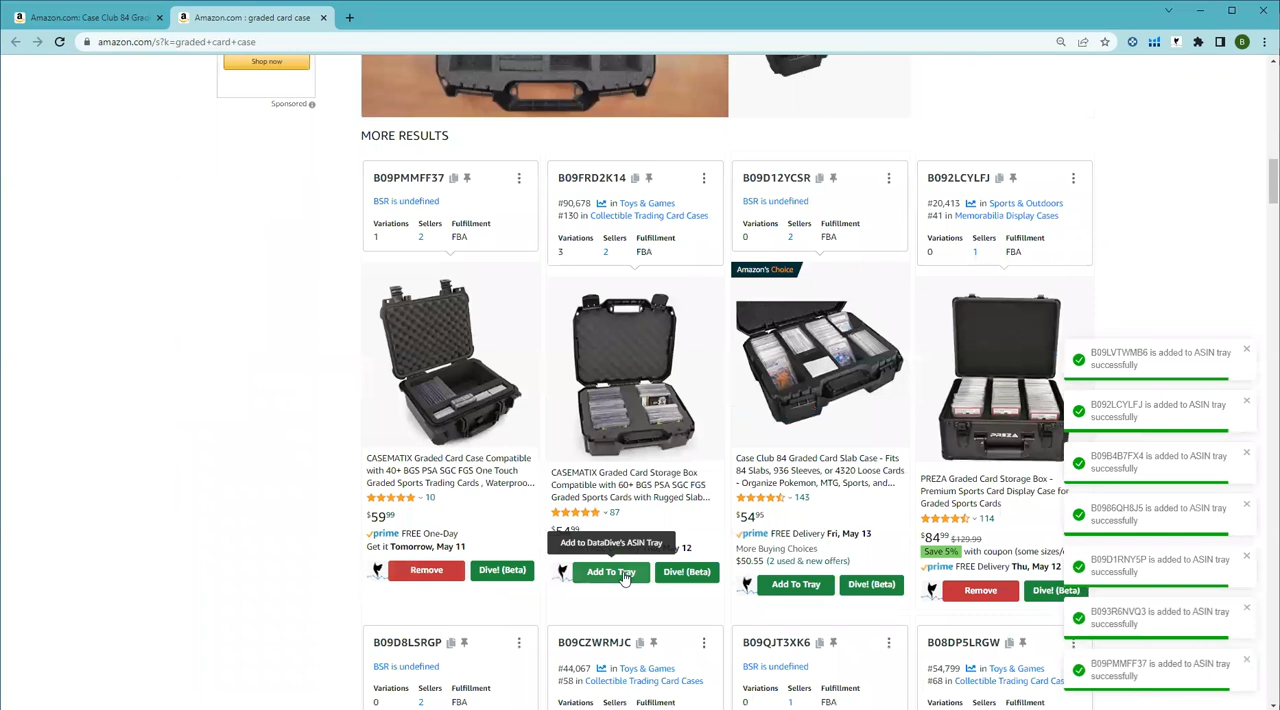 Amazon.com: Case Club 84 Grad
Amazon.com : graded card case
amazon.com/s?k=graded+card+case
B
Shop now
Sponsored
MORE RESULTS
B09PMMFF37
BSR is undefined
Variations Sellers Fulfillment
1 2 FBA
B09FRD2K14
#90,678 in Toys & Games
#130 in Collectible Trading Card Cases
Variations Sellers Fulfillment
3 2 FBA
B09D12YCSR
BSR is undefined
Variations Sellers Fulfillment
0 2 FBA
B092LCYLFJ
#20,413 in Sports & Outdoors
#41 in Memorabilia Display Cases
Variations Sellers Fulfillment
0 1 FBA
Amazon's Choice
PREZA
CASEMATIX Graded Card Case Compatible
with 40+ BGS PSA SGC FGS One Touch
Graded Sports Trading Cards , Waterproo...
10
$5999
prime FREE One-Day
Get it Tomorrow, May 11
Remove
Dive! (Beta)
CASEMATIX Graded Card Storage Box
Compatible with 60+ BGS PSA SGC FGS
Graded Sports Cards with Rugged Slab...
87
Add to DataDive's ASIN Tray
y 12
Add To Tray
Dive! (Beta)
Case Club 84 Graded Card Slab Case - Fits
84 Slabs, 936 Sleeves, or 4320 Loose Cards
- Organize Pokemon, MTG, Sports, and...
143
$5495
prime FREE Delivery Fri, May 13
More Buying Choices
$50.55 (2 used & new offers)
Add To Tray
Dive! (Beta)
PREZA Graded Card Storage Box -
Premium Sports Card Display Case for
Graded Sports Cards
114
$8499 $129.99
Save 5% with coupon (some sizes/
prime FREE Delivery Thu, May 12
Remove
Dive! (Beta)
B09LVTWMB6 is added to ASIN tray
successfully
B092LCYLFJ is added to ASIN tray
successfully
B09B4B7FX4 is added to ASIN tray
successfully
B0986QH8J5 is added to ASIN tray
successfully
B09D1RNY5P is added to ASIN tray
successfully
B093R6NVQ3 is added to ASIN tray
successfully
B09PMMFF37 is added to ASIN tray
successfully
B09D8LSRGP
BSR is undefined
Variations Sellers Fulfillment
0 2 FBA
B09CZWRMJC
#44,067 in Toys & Games
#58 in Collectible Trading Card Cases
Variations Sellers Fulfillment
B09QJT3XK6
BSR is undefined
Variations Sellers Fulfillment
0 1 FBA
B08DP5LRGW
#54,799 in Toys & Games
#68 in Collectible Trading Card Cas
Variations Sellers Fulfillment